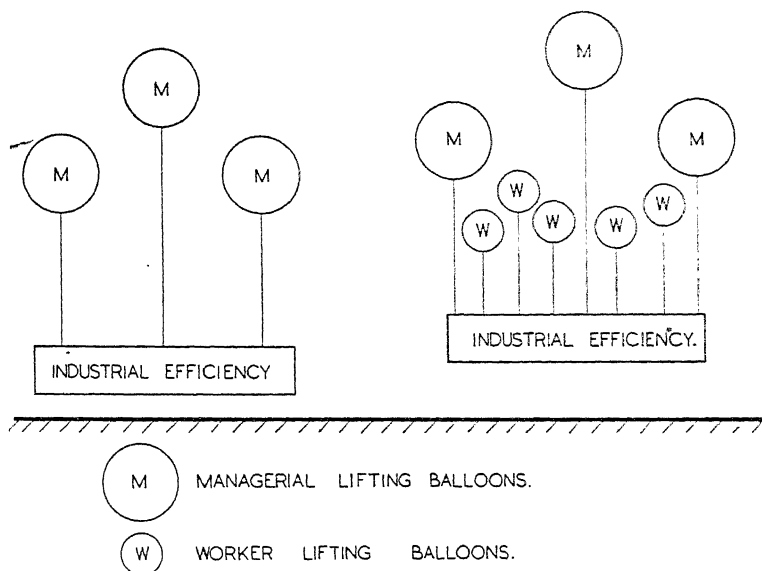 M
M
M
M
M
M
W
W
W
W
W
INDUSTRIAL EFFICIENCY
INDUSTRIAL EFFICIENCY.
M MANAGERIAL LIFTING BALLOONS.
W WORKER LIFTING BALLOONS.